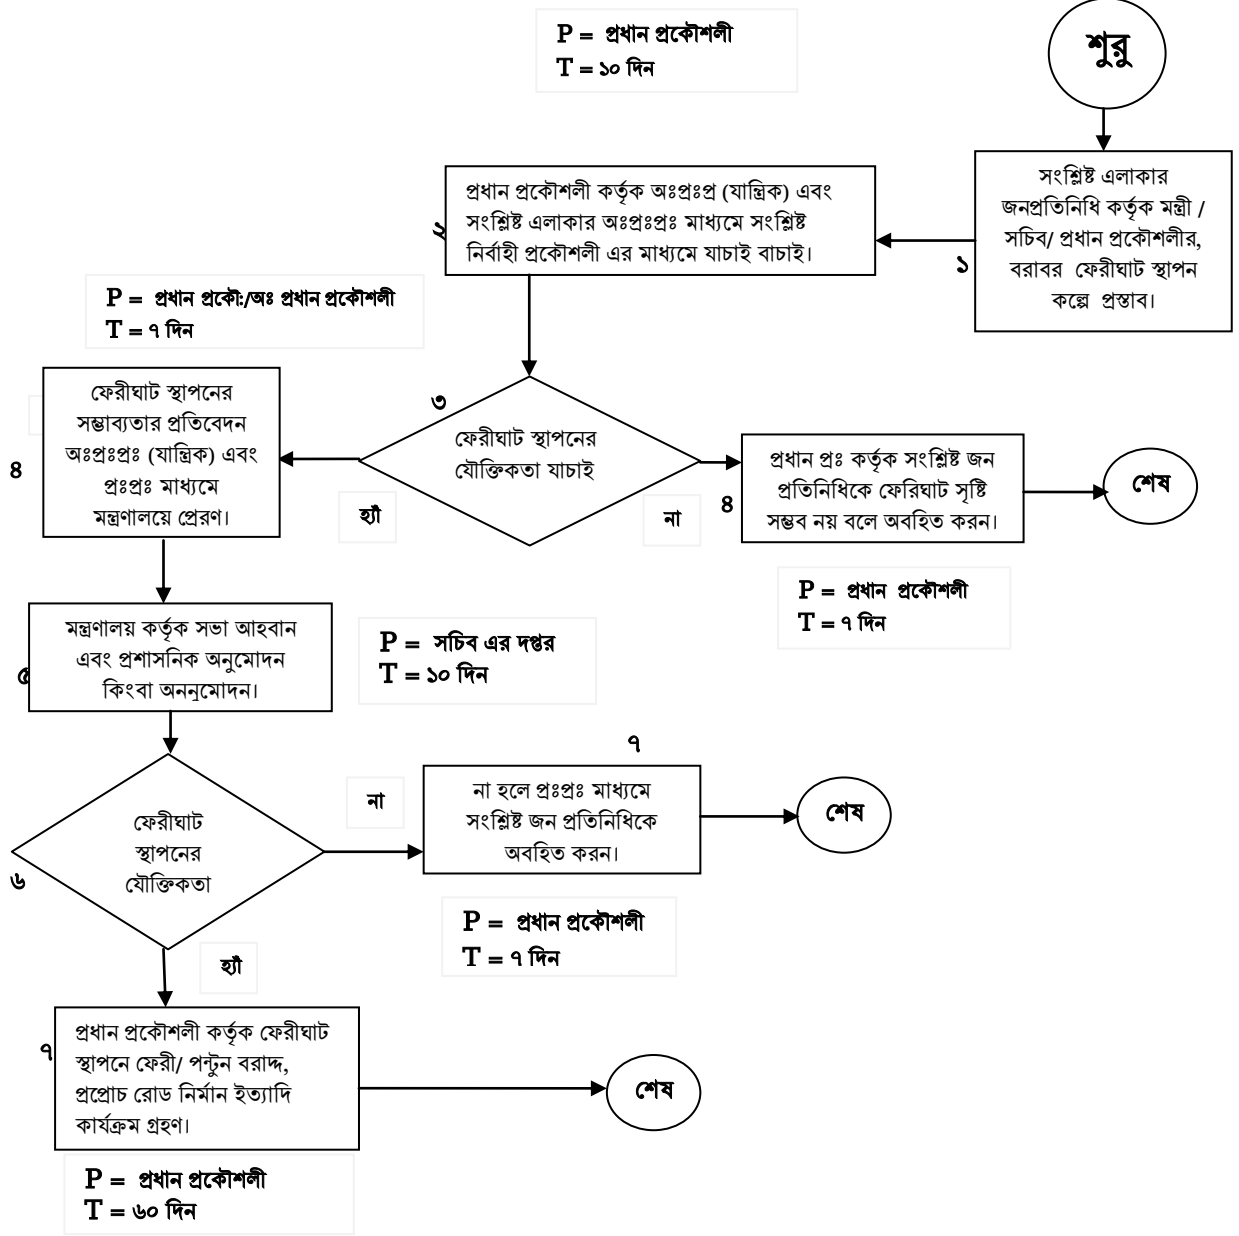 P = প্রধান প্রকৌশলী
T = ১০ দিন
শুরু
সংশ্লিষ্ট এলাকার
জনপ্রতিনিধি কর্তৃক মন্ত্রী /
সচিব/ প্রধান প্রকৌশলীর,
বরাবর ফেরীঘাট স্থাপন
কল্পে প্রস্তাব।
১
প্রধান প্রকৌশলী কর্তৃক অঃপ্রঃপ্র (যান্ত্রিক) এবং
সংশ্লিষ্ট এলাকার অঃপ্রঃপ্রঃ মাধ্যমে সংশ্লিষ্ট
নির্বাহী প্রকৌশলী এর মাধ্যমে যাচাই বাচাই।
২
P = প্রধান প্রকৌ:/অঃ প্রধান প্রকৌশলী
T = ৭ দিন
ফেরীঘাট স্থাপনের
সম্ভাব্যতার প্রতিবেদন
অঃপ্রঃপ্রঃ (যান্ত্রিক) এবং
প্রঃপ্রঃ মাধ্যমে
মন্ত্রণালয়ে প্রেরণ।
৪
৩
ফেরীঘাট স্থাপনের
যৌক্তিকতা যাচাই
হ্যাঁ
না
৪
প্রধান প্রঃ কর্তৃক সংশ্লিষ্ট জন
প্রতিনিধিকে ফেরিঘাট সৃষ্টি
সম্ভব নয় বলে অবহিত করন।
শেষ
P = প্রধান প্রকৌশলী
T = ৭ দিন
মন্ত্রণালয় কর্তৃক সভা আহবান
এবং প্রশাসনিক অনুমোদন
কিংবা অননুমোদন।
৫
P = সচিব এর দপ্তর
T = ১০ দিন
ফেরীঘাট
স্থাপনের
যৌক্তিকতা
৬
না
৭
না হলে প্রঃপ্রঃ মাধ্যমে
সংশ্লিষ্ট জন প্রতিনিধিকে
অবহিত করন।
শেষ
P = প্রধান প্রকৌশলী
T = ৭ দিন
হ্যাঁ
৭
প্রধান প্রকৌশলী কর্তৃক ফেরীঘাট
স্থাপনে ফেরী/ পন্টুন বরাদ্দ,
প্রপ্রোচ রোড নির্মান ইত্যাদি
কার্যক্রম গ্রহণ।
শেষ
P = প্রধান প্রকৌশলী
T = ৬০ দিন